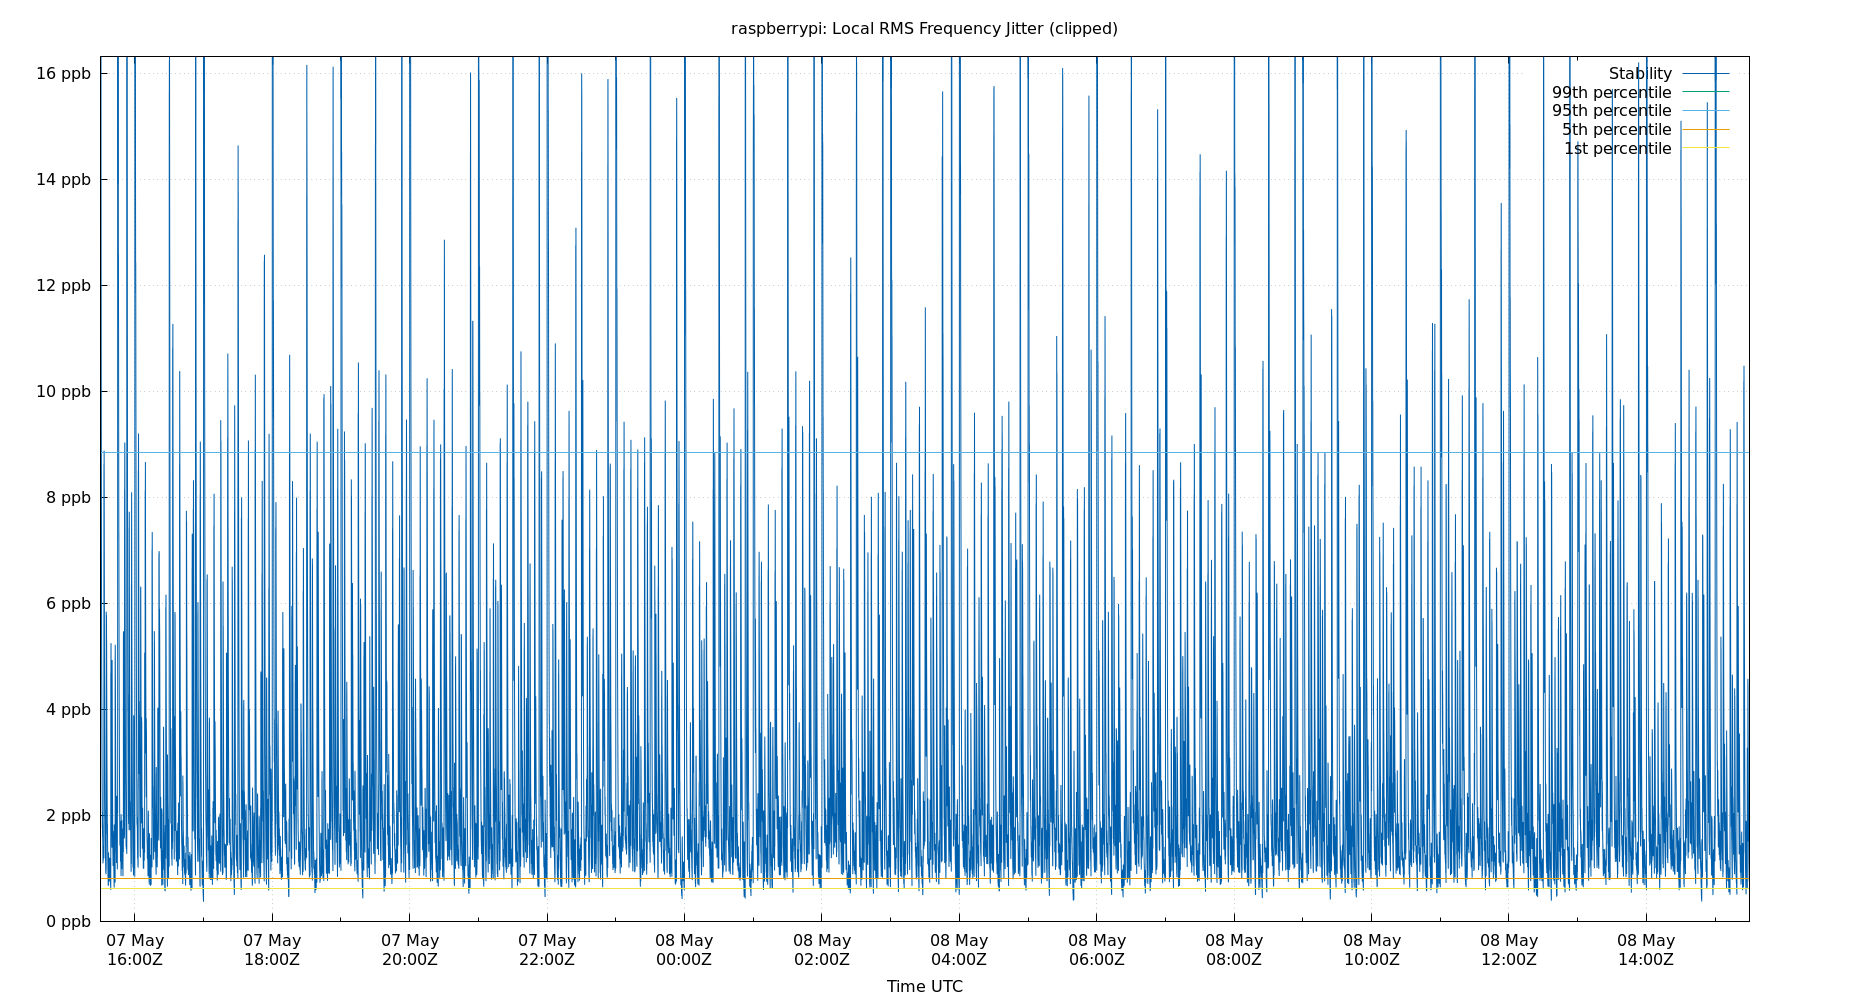 raspberrypi: Local RMS Frequency Jitter (clipped)
16 ppb
14 ppb
12 ppb
10 ppb
8 ppb
6 ppb
4 ppb
2 ppb
0 ppb
Stability
99th percentile
95th percentile
5th percentile
1st percentile
07 May 07 May 07 May 07 May 08 May 08 May 08 May 08 May 08 May 08 May 08 May 08 May
16:00Z 18:00Z 20:00Z 22:00Z 00:00Z 02:00Z 04:00Z 06:00Z 08:00Z 10:00Z 12:00Z 14:00Z
Time UTC